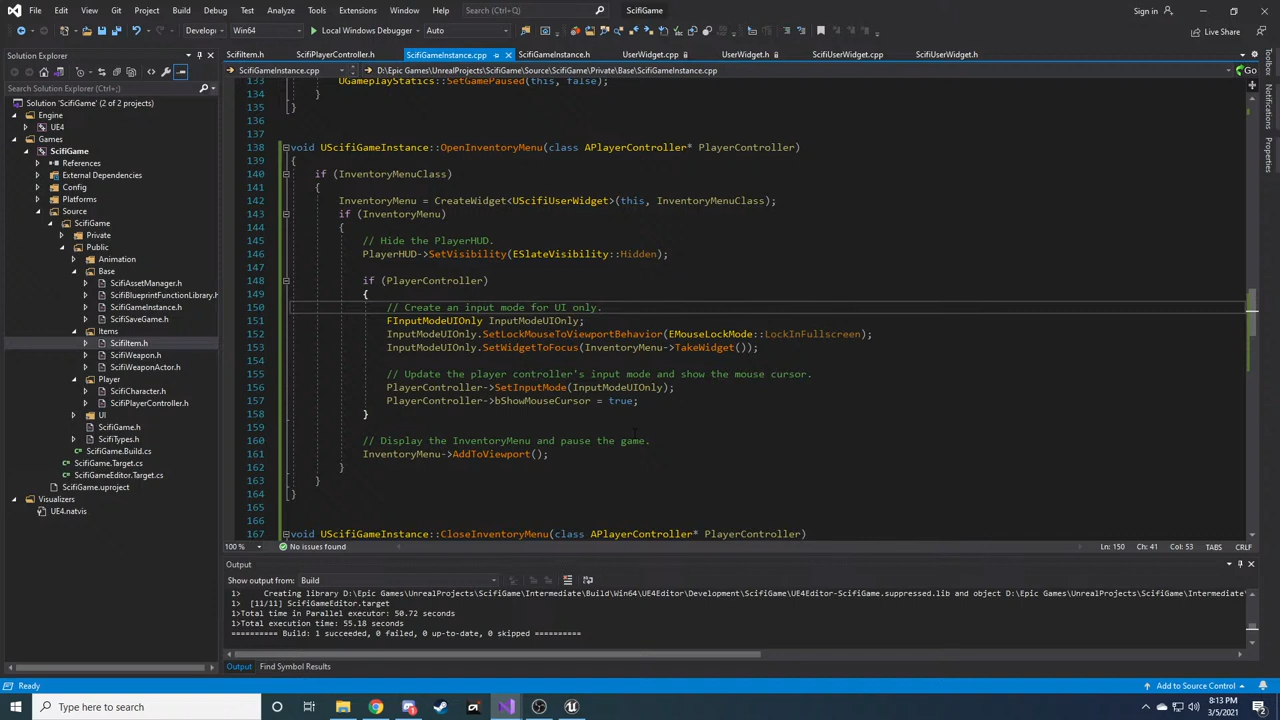 File Edit View Git Project Build Debug Test Analyze Tools Extensions Window Help Search (Ctrl+Q) ScifiGame Sign in
Develop Win64 Local Windows Debugger Auto Live Share
Solution Explorer
Search Solution Explorer (Ctrl+;)
Solution 'ScifiGame' (2 of 2 projects)
Engine
UE4
Games
ScifiGame
References
External Dependencies
Config
Platforms
Source
ScifiGame
Private
Public
Animation
Base
ScifiAssetManager.h
ScifiBlueprintFunctionLibrary.h
ScifiGameInstance.h
ScifiSaveGame.h
Items
ScifiItem.h
ScifiWeapon.h
ScifiWeaponActor.h
Player
ScifiCharacter.h
ScifiPlayerController.h
UI
ScifiGame.h
ScifiTypes.h
ScifiGame.Build.cs
ScifiGame.Target.cs
ScifiGameEditor.Target.cs
ScifiGame.uproject
Visualizers
UE4.natvis
ScifiItem.h ScifiPlayerController.h ScifiGameInstance.cpp ScifiGameInstance.h UserWidget.cpp UserWidget.h ScifiUserWidget.cpp ScifiUserWidget.h
ScifiGameInstance.cpp D:\Epic Games\UnrealProjects\ScifiGame\Source\ScifiGame\Private\Base\ScifiGameInstance.cpp Go
133 UGameplayStatics::SetGamePaused(this, false);
134 }
135 }
136
137
138 void UScifiGameInstance::OpenInventoryMenu(class APlayerController* PlayerController)
139 {
140 if (InventoryMenuClass)
141 {
142 InventoryMenu = CreateWidget<UScifiUserWidget>(this, InventoryMenuClass);
143 if (InventoryMenu)
144 {
145 // Hide the PlayerHUD.
146 PlayerHUD->SetVisibility(ESlateVisibility::Hidden);
147
148 if (PlayerController)
149 {
150 // Create an input mode for UI only.
151 FInputModeUIOnly InputModeUIOnly;
152 InputModeUIOnly.SetLockMouseToViewportBehavior(EMouseLockMode::LockInFullscreen);
153 InputModeUIOnly.SetWidgetToFocus(InventoryMenu->TakeWidget());
154
155 // Update the player controller's input mode and show the mouse cursor.
156 PlayerController->SetInputMode(InputModeUIOnly);
157 PlayerController->bShowMouseCursor = true;
158 }
159
160 // Display the InventoryMenu and pause the game.
161 InventoryMenu->AddToViewport();
162 }
163 }
164 }
165
166
167 void UScifiGameInstance::CloseInventoryMenu(class APlayerController* PlayerController)
100 % No issues found Ln: 150 Ch: 41 Col: 53 TABS CRLF
Output
Show output from: Build
1> Creating library D:\Epic Games\UnrealProjects\ScifiGame\Intermediate\Build\Win64\UE4Editor\Development\ScifiGame\UE4Editor-ScifiGame.suppressed.lib and object D:\Epic Games\UnrealProjects\ScifiGame\Intermediate
1> [11/11] ScifiGameEditor.target
1>Total time in Parallel executor: 50.72 seconds
1>Total execution time: 55.18 seconds
========== Build: 1 succeeded, 0 failed, 0 up-to-date, 0 skipped ==========
Output Find Symbol Results
Ready Add to Source Control
Type here to search
8:13 PM
3/5/2021
Toolbox
Notifications
Properties